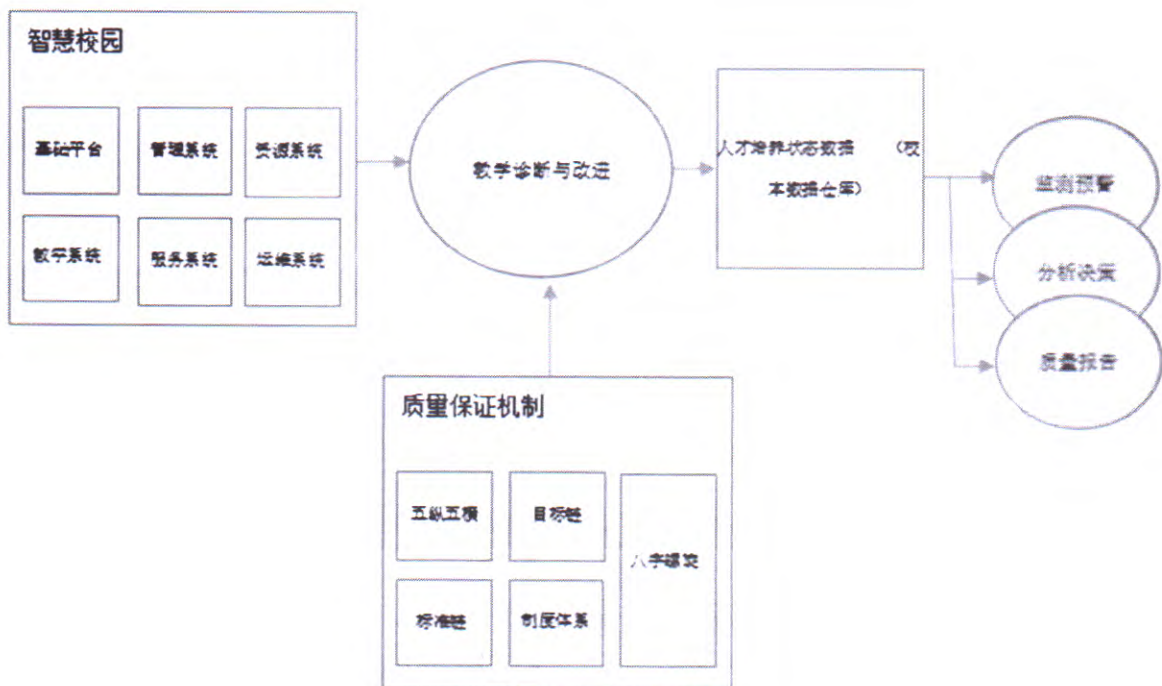 智慧校园
基础平台
管理系统
资源系统
教学系统
服务系统
运维系统
教学诊断与改进
人才培养状态数据 （校
本数据仓库）
监测预警
分析决策
质量报告
质量保证机制
五纵五横
目标链
八字螺旋
标准链
制度体系